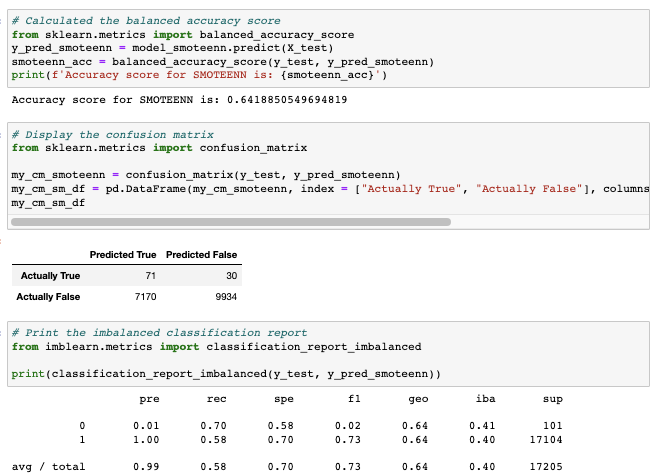 # Calculated the balanced accuracy score
from sklearn.metrics import balanced_accuracy_score
y_pred_smoteenn = model_smoteenn.predict(X_test)
smoteenn_acc = balanced_accuracy_score(y_test, y_pred_smoteenn)
print(f'Accuracy score for SMOTEENN is: {smoteenn_acc}')
Accuracy score for SMOTEENN is: 0.6418850549694819
# Display the confusion matrix
from sklearn.metrics import confusion_matrix
my_cm_smoteenn = confusion_matrix(y_test, y_pred_smoteenn)
my_cm_sm_df = pd.DataFrame(my_cm_smoteenn, index = ["Actually True", "Actually False"], columns
my_cm_sm_df
Predicted True Predicted False
Actually True 71 30
Actually False 7170 9934
# Print the imbalanced classification report
from imblearn.metrics import classification_report_imbalanced
print(classification_report_imbalanced(y_test, y_pred_smoteenn))
pre rec spe f1 geo iba sup
0 0.01 0.70 0.58 0.02 0.64 0.41 101
1 1.00 0.58 0.70 0.73 0.64 0.40 17104
avg / total 0.99 0.58 0.70 0.73 0.64 0.40 17205